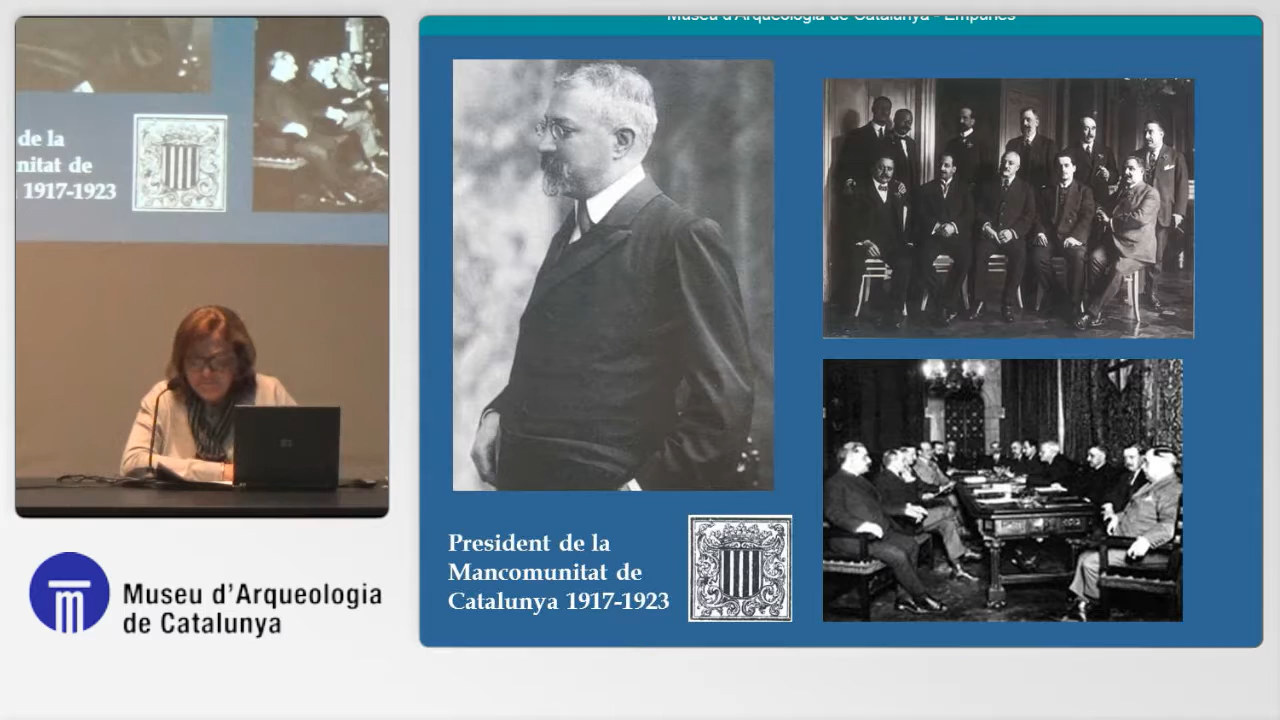 de la
nitat de
1917-1923
Museu d'Arqueologia
de Catalunya
Museu d'Arqueologia de Catalunya - Empúries
President de la
Mancomunitat de
Catalunya 1917-1923